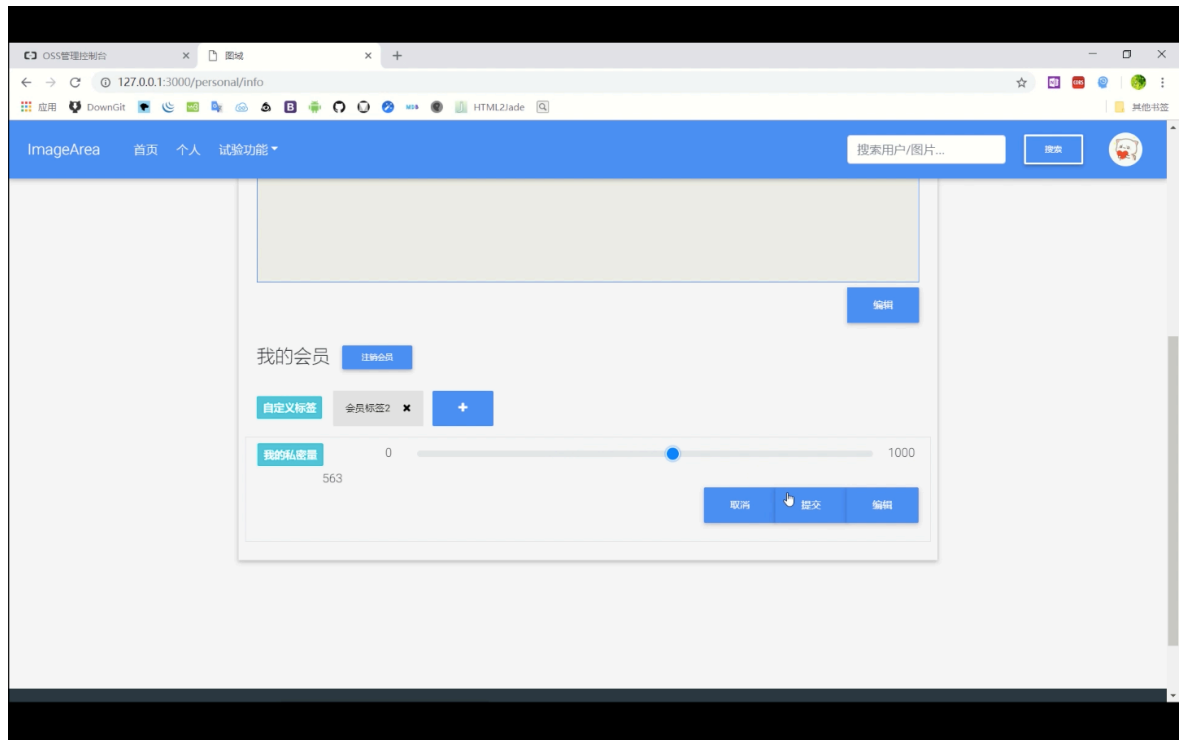 OSS管理控制台
图域
127.0.0.1:3000/personal/info
应用 DownGit HTML2Jade 其他书签
ImageArea 首页 个人 试验功能 搜索用户/图片... 搜索
编辑
我的会员 注销会员
自定义标签 会员标签2
我的私密量 0 1000
563
取消 提交 编辑